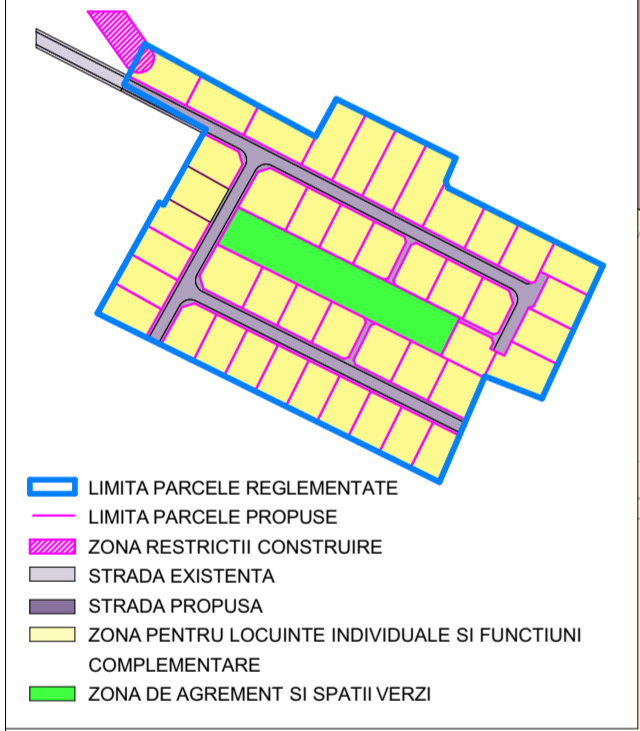 LIMITA PARCELE REGLEMENTATE
LIMITA PARCELE PROPUSE
ZONA RESTRICTII CONSTRUIRE
STRADA EXISTENTA
STRADA PROPUSA
ZONA PENTRU LOCUINTE INDIVIDUALE SI FUNCTIUNI
COMPLEMENTARE
ZONA DE AGREMENT SI SPATII VERZI